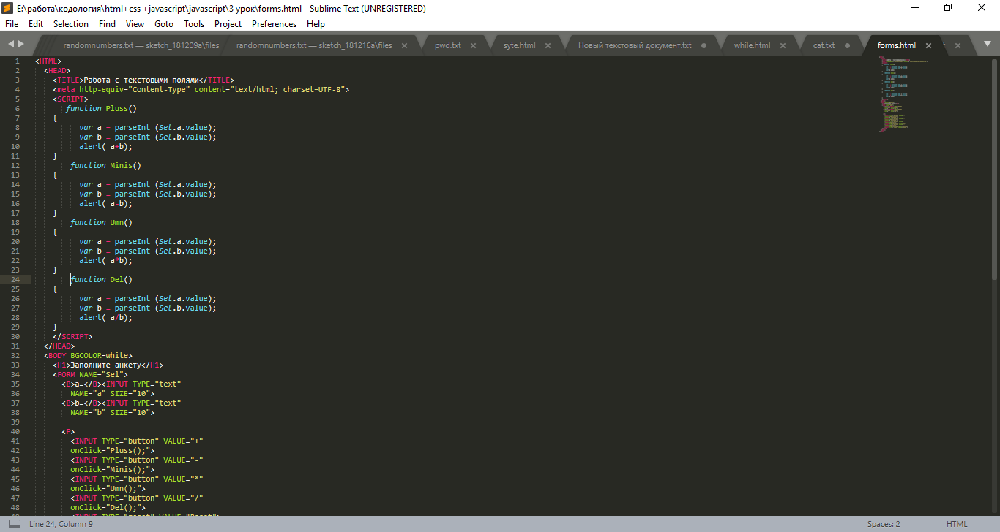 E:\работа\кодология\html+css +javascript\javascript\3 урок\forms.html - Sublime Text (UNREGISTERED)
File Edit Selection Find View Goto Tools Project Preferences Help
randomnumbers.txt — sketch_181209a\files randomnumbers.txt — sketch_181216a\files pwd.txt syte.html Новый текстовый документ.txt while.html cat.txt forms.html
1 <HTML>
2 <HEAD>
3 <TITLE>Работа с текстовыми полями</TITLE>
4 <meta http-equiv="Content-Type" content="text/html; charset=UTF-8">
5 <SCRIPT>
6 function Pluss()
7 {
8 var a = parseInt (Sel.a.value);
9 var b = parseInt (Sel.b.value);
10 alert( a+b);
11 }
12 function Minis()
13 {
14 var a = parseInt (Sel.a.value);
15 var b = parseInt (Sel.b.value);
16 alert( a-b);
17 }
18 function Umn()
19 {
20 var a = parseInt (Sel.a.value);
21 var b = parseInt (Sel.b.value);
22 alert( a*b);
23 }
24 function Del()
25 {
26 var a = parseInt (Sel.a.value);
27 var b = parseInt (Sel.b.value);
28 alert( a/b);
29 }
30 </SCRIPT>
31 </HEAD>
32 <BODY BGCOLOR=white>
33 <H1>Заполните анкету</H1>
34 <FORM NAME="Sel">
35 <B>a=</B><INPUT TYPE="text"
36 NAME="a" SIZE="10">
37 <B>b=</B><INPUT TYPE="text"
38 NAME="b" SIZE="10">
39
40 <P>
41 <INPUT TYPE="button" VALUE="+"
42 onClick="Pluss();">
43 <INPUT TYPE="button" VALUE="-"
44 onClick="Minis();">
45 <INPUT TYPE="button" VALUE="*"
46 onClick="Umn();">
47 <INPUT TYPE="button" VALUE="/"
48 onClick="Del();">
49 <INPUT TYPE="reset" VALUE="Reset">
Line 24, Column 9 Spaces: 2 HTML